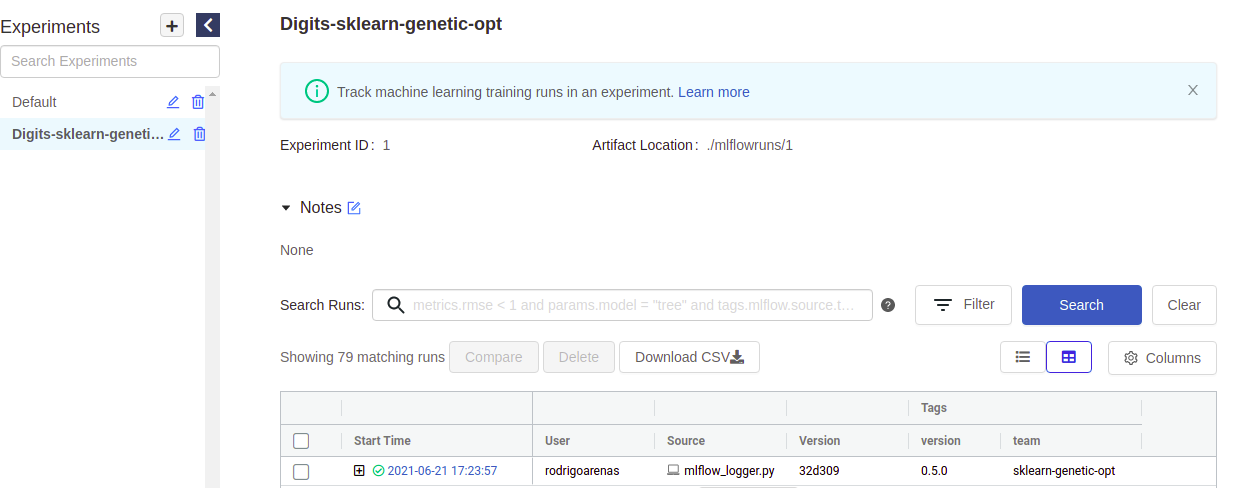 Experiments
Search Experiments
Default
Digits-sklearn-geneti...
Digits-sklearn-genetic-opt
Track machine learning training runs in an experiment. Learn more
Experiment ID: 1
Artifact Location: ./mlflowruns/1
Notes
None
Search Runs: metrics.rmse < 1 and params.model = "tree" and tags.mlflow.source.t... ? Filter Search Clear
Showing 79 matching runs Compare Delete Download CSV Columns
Tags
Start Time User Source Version version team
2021-06-21 17:23:57 rodrigoarenas mlflow_logger.py 32d309 0.5.0 sklearn-genetic-opt